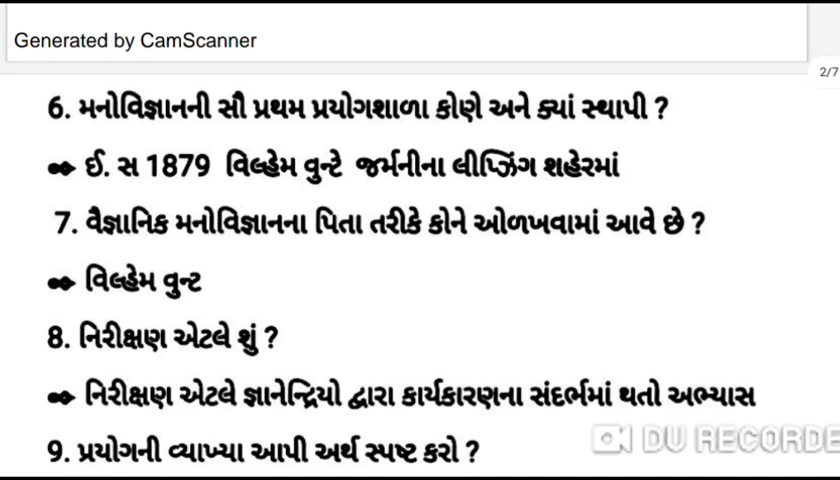 Generated by CamScanner
2/7
6. મનોવિજ્ઞાનની સૌ પ્રથમ પ્રયોગશાળા કોણે અને ક્યાં સ્થાપી ?
ઈ. સ 1879 વિલ્હેમ વુન્ટે જર્મનીના લીપ્ઝિંગ શહેરમાં
7. વૈજ્ઞાનિક મનોવિજ્ઞાનના પિતા તરીકે કોને ઓળખવામાં આવે છે ?
વિલ્હેમ વુન્ટ
8. નિરીક્ષણ એટલે શું ?
નિરીક્ષણ એટલે જ્ઞાનેન્દ્રિયો દ્વારા કાર્યકારણના સંદર્ભમાં થતો અભ્યાસ
9. પ્રયોગની વ્યાખ્યા આપી અર્થ સ્પષ્ટ કરો ?
DU RECORDE